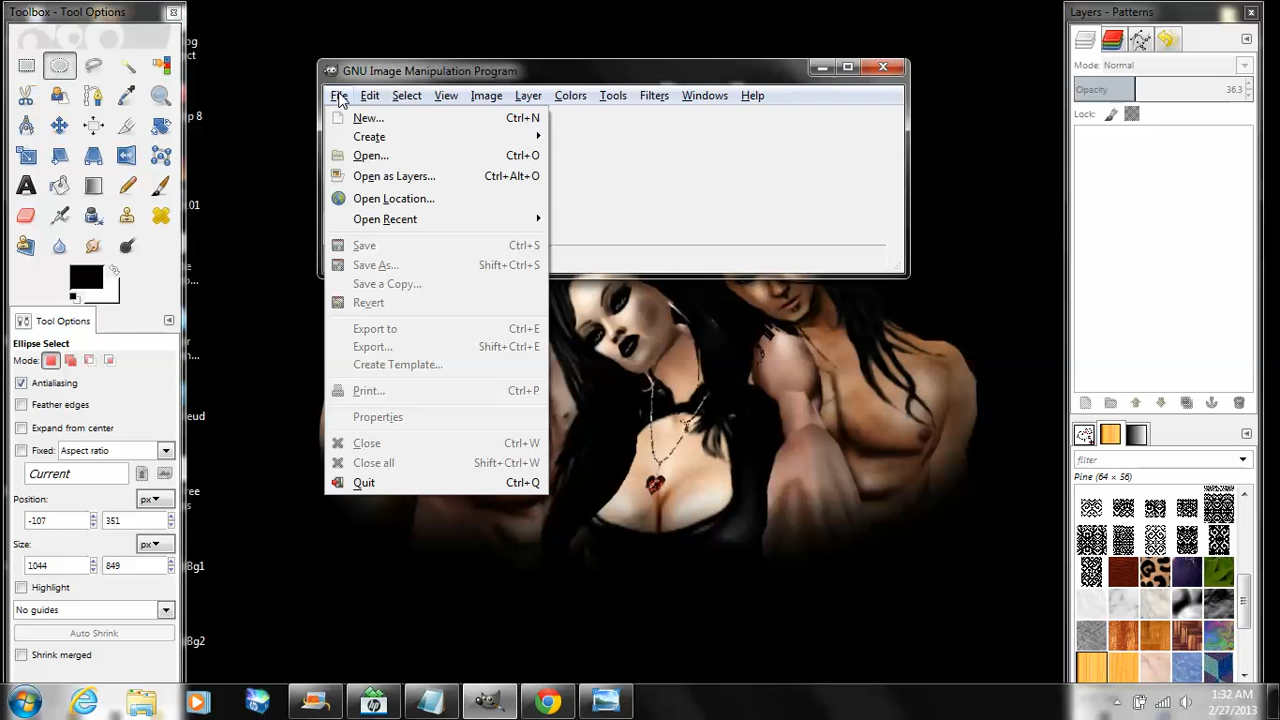 Toolbox - Tool Options
GNU Image Manipulation Program
File Edit Select View Image Layer Colors Tools Filters Windows Help
New... Ctrl+N
Create
Open... Ctrl+O
Open as Layers... Ctrl+Alt+O
Open Location...
Open Recent
Save Ctrl+S
Save As... Shift+Ctrl+S
Save a Copy...
Revert
Export to Ctrl+E
Export... Shift+Ctrl+E
Create Template...
Print... Ctrl+P
Properties
Close Ctrl+W
Close all Shift+Ctrl+W
Quit Ctrl+Q
Tool Options
Ellipse Select
Mode:
Antialiasing
Feather edges
Expand from center
Fixed: Aspect ratio
Current
Position: px
-107 351
Size: px
1044 849
Highlight
No guides
Auto Shrink
Shrink merged
p 8
.01
Bg1
Bg2
Layers - Patterns
Mode: Normal
Opacity 36.3
Lock:
filter
Pine (64 × 56)
1:32 AM
2/27/2013